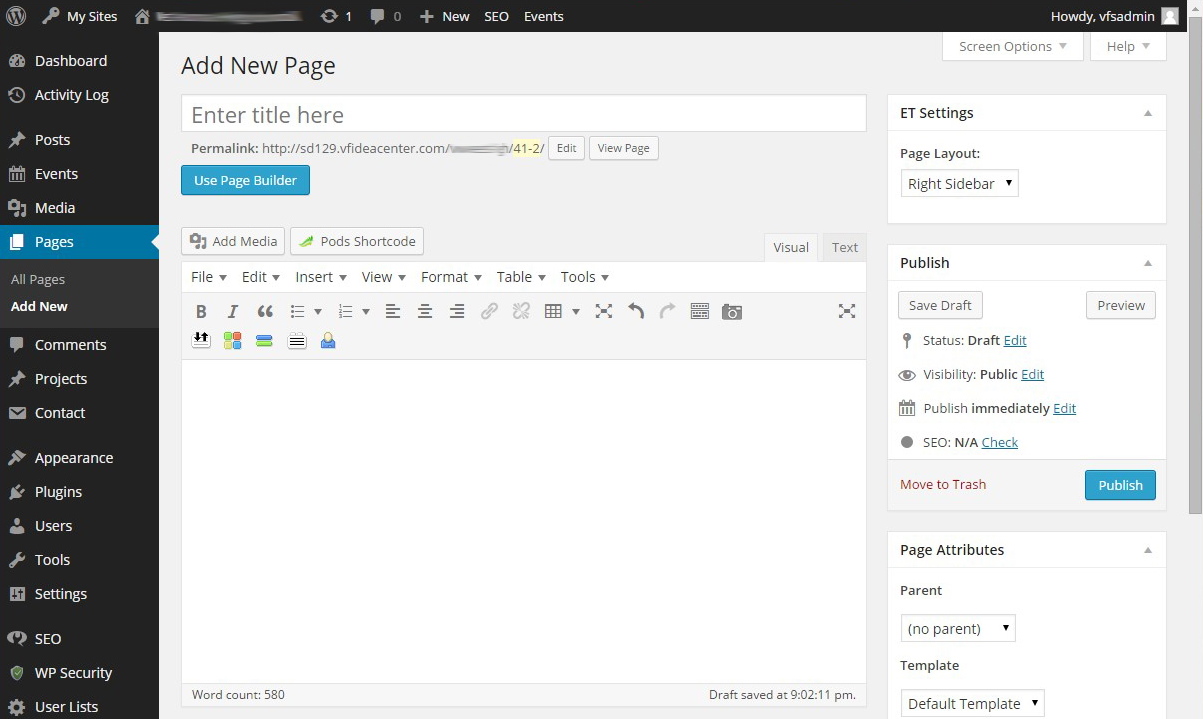 My Sites
1
0
New
SEO
Events
Howdy, vfsadmin
Dashboard
Activity Log
Posts
Events
Media
Pages
All Pages
Add New
Comments
Projects
Contact
Appearance
Plugins
Users
Tools
Settings
SEO
WP Security
User Lists
Screen Options
Help
Add New Page
Enter title here
Permalink: http://sd129.vfideacenter.com/ /41-2/ Edit View Page
Use Page Builder
Add Media
Pods Shortcode
Visual
Text
File Edit Insert View Format Table Tools
B I
Word count: 580
Draft saved at 9:02:11 pm.
ET Settings
Page Layout:
Right Sidebar
Publish
Save Draft
Preview
Status: Draft Edit
Visibility: Public Edit
Publish immediately Edit
SEO: N/A Check
Move to Trash
Publish
Page Attributes
Parent
(no parent)
Template
Default Template